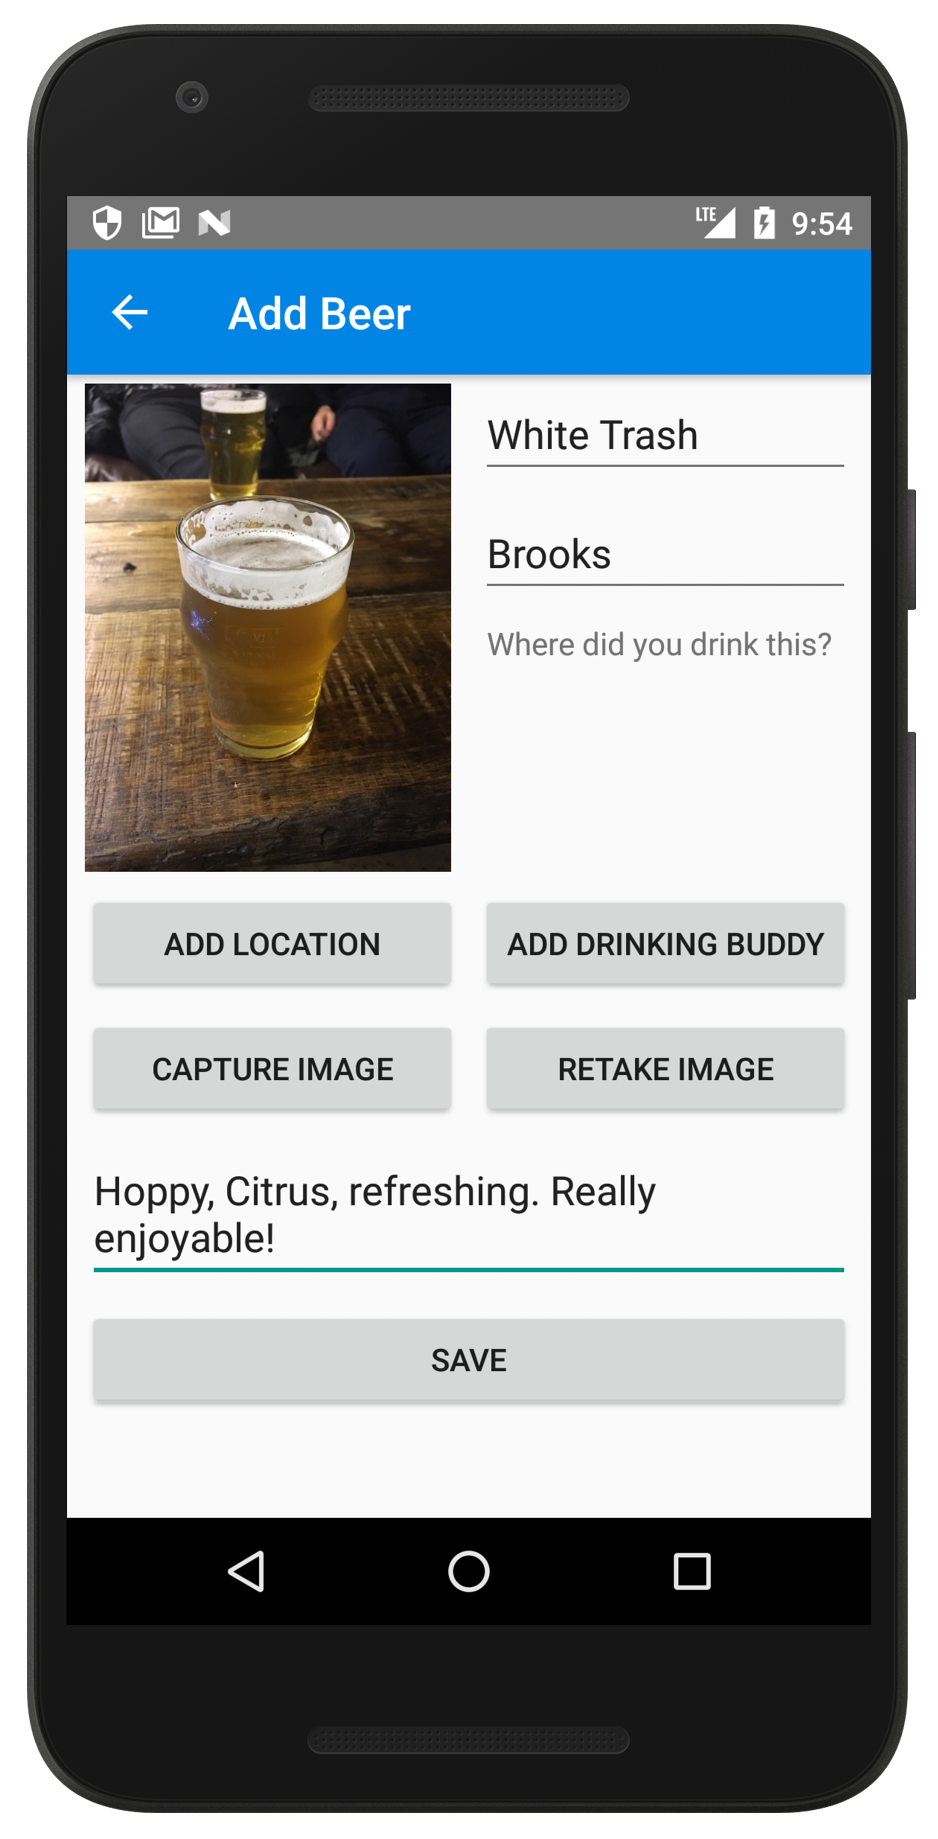 LTE 9:54
Add Beer
White Trash
Brooks
Where did you drink this?
ADD LOCATION
ADD DRINKING BUDDY
CAPTURE IMAGE
RETAKE IMAGE
Hoppy, Citrus, refreshing. Really
enjoyable!
SAVE